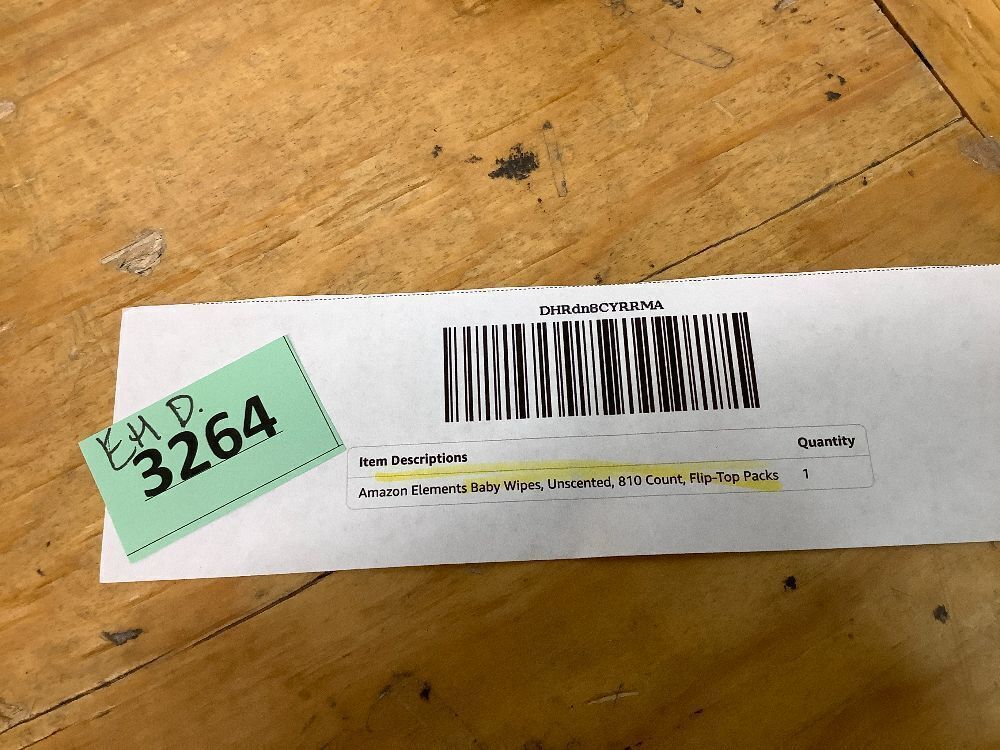 DHRdn8CYRRMA
EH D.
3264
Item Descriptions Quantity
Amazon Elements Baby Wipes, Unscented, 810 Count, Flip-Top Packs 1